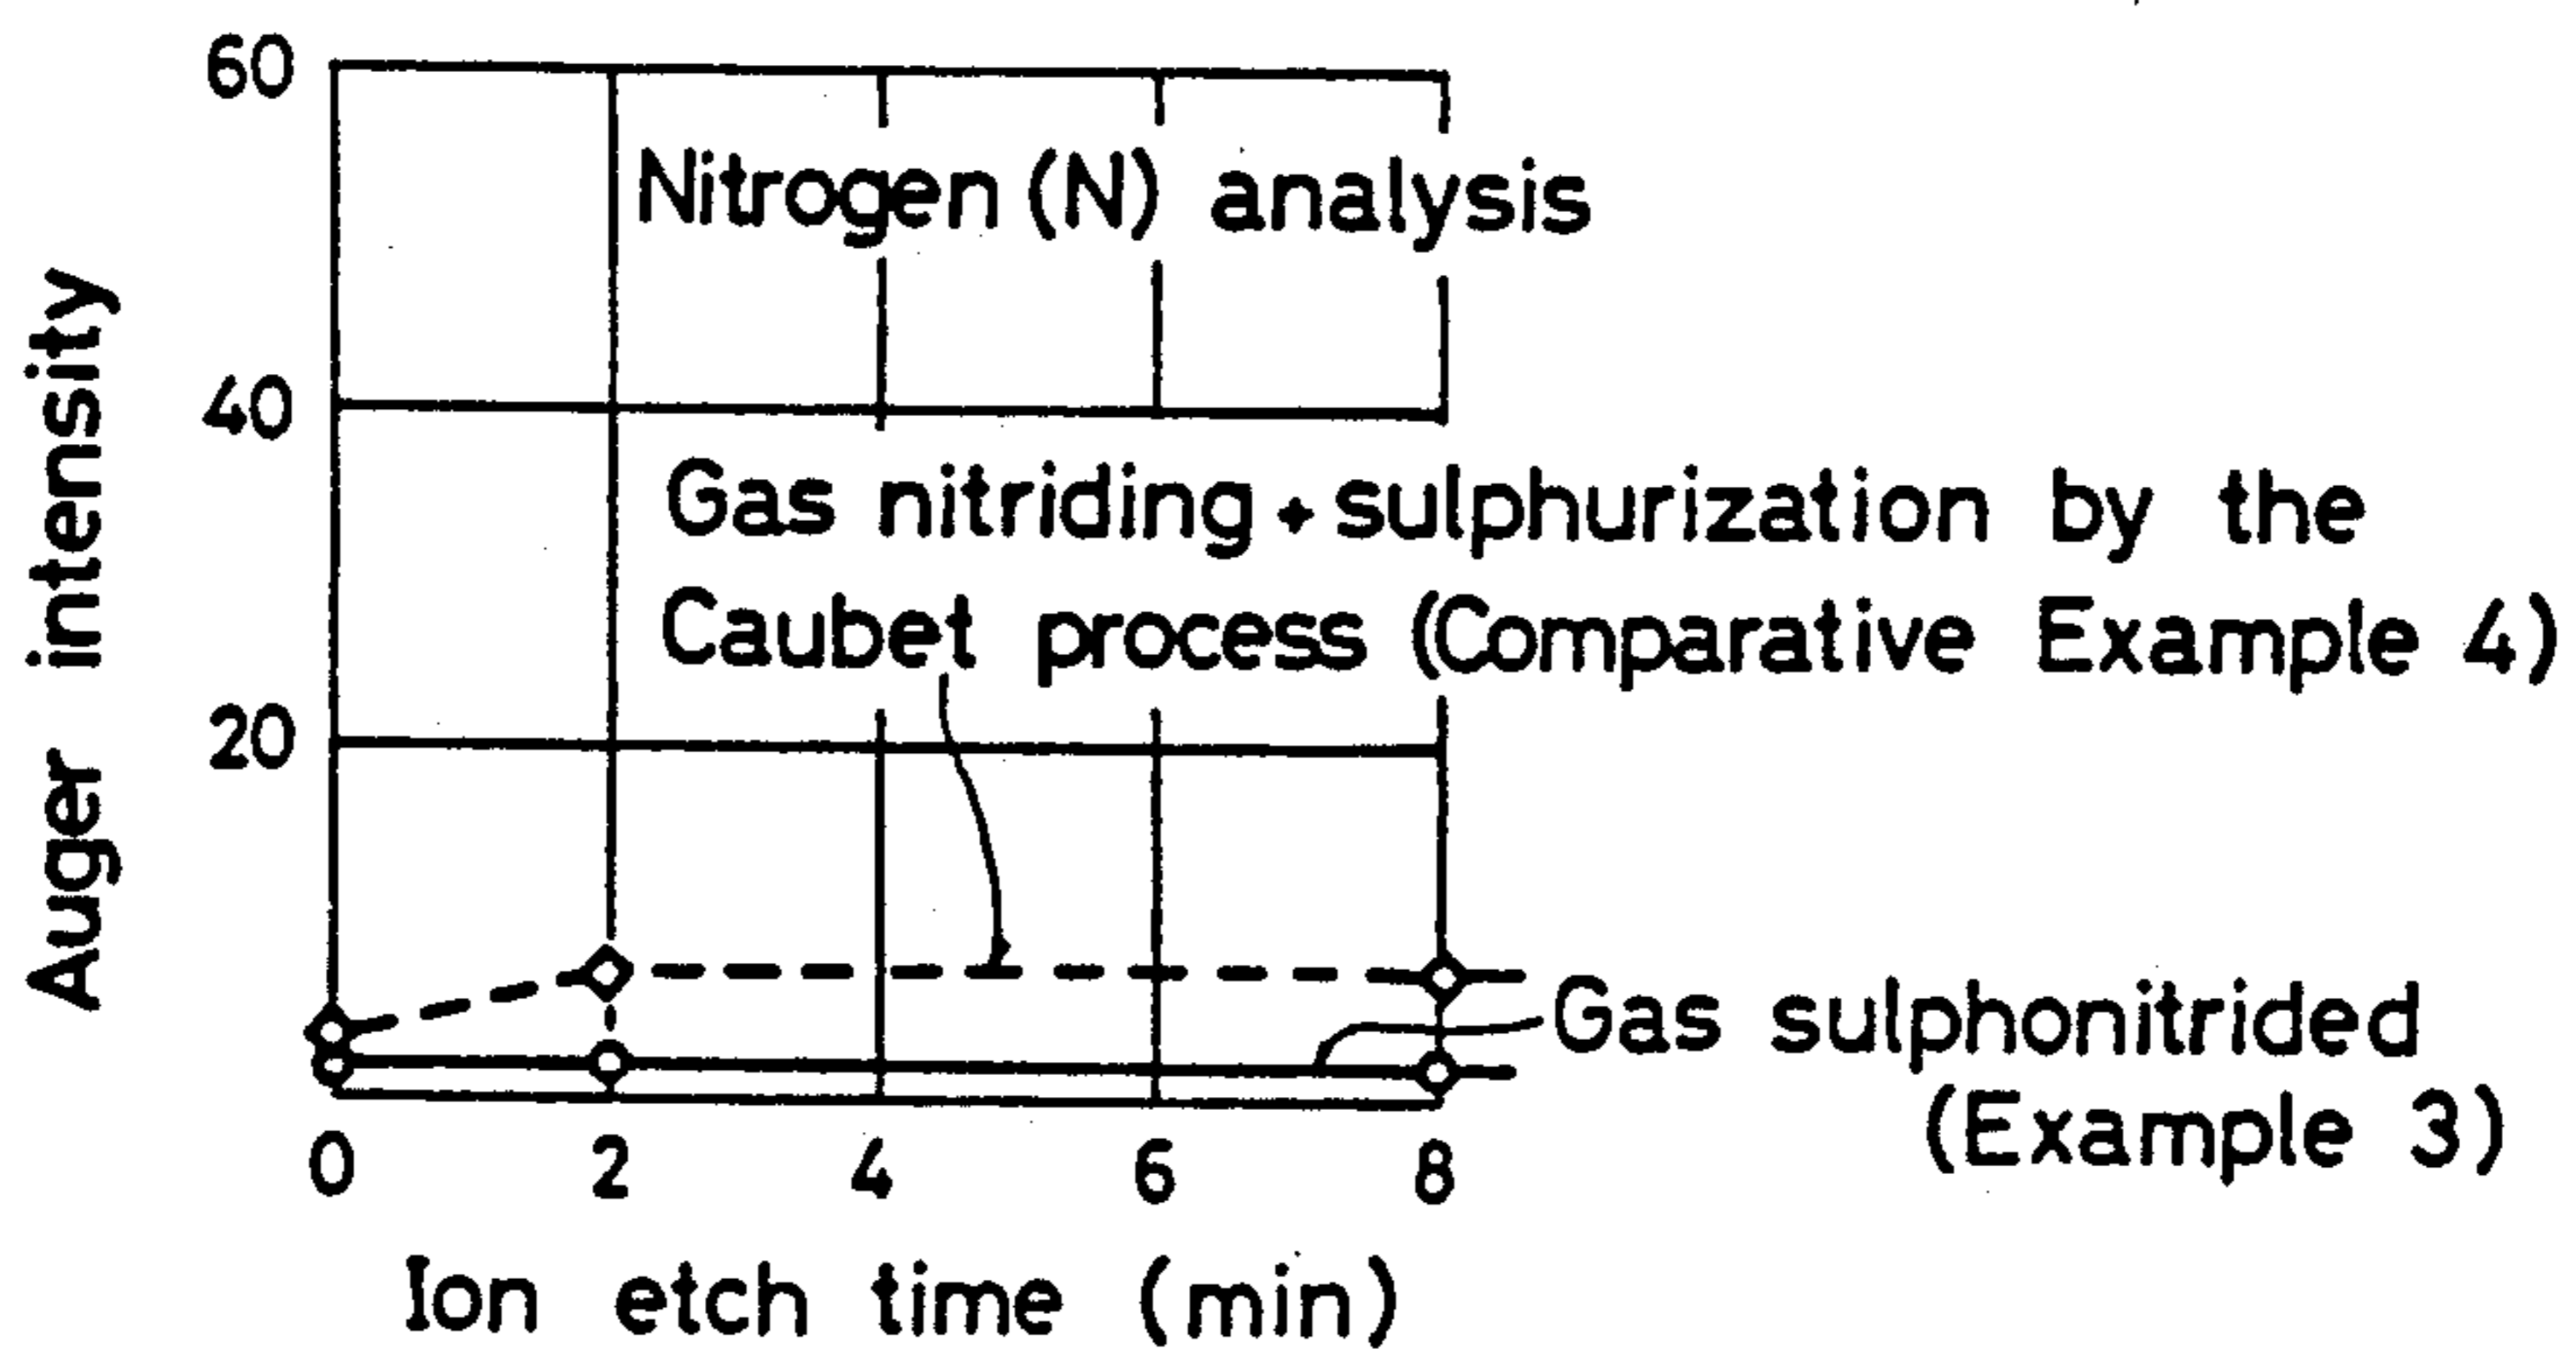 60
Nitrogen (N) analysis
40
Gas nitriding + sulphurization by the
Caubet process (Comparative Example 4)
20
Auger intensity
Gas sulphonitrided
(Example 3)
0 2 4 6 8
Ion etch time (min)